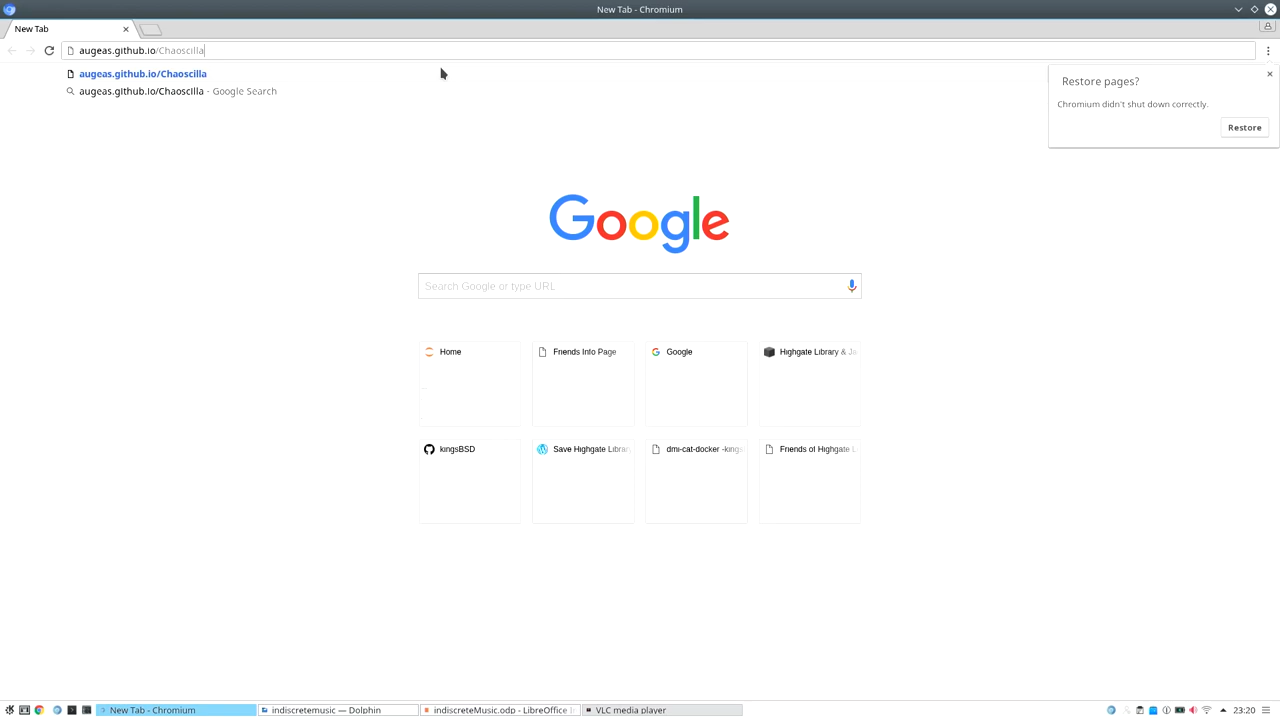 New Tab - Chromium
New Tab
augeas.github.io/Chaoscilla
augeas.github.io/Chaoscilla
augeas.github.io/Chaoscilla - Google Search
Restore pages?
Chromium didn't shut down correctly.
Restore
Google
Search Google or type URL
Home
Friends Info Page
Google
Highgate Library & Ja
kingsBSD
Save Highgate Library
dmi-cat-docker -kings
Friends of Highgate L
New Tab - Chromium
indiscretemusic — Dolphin
indiscreteMusic.odp - LibreOffice I
VLC media player
23:20